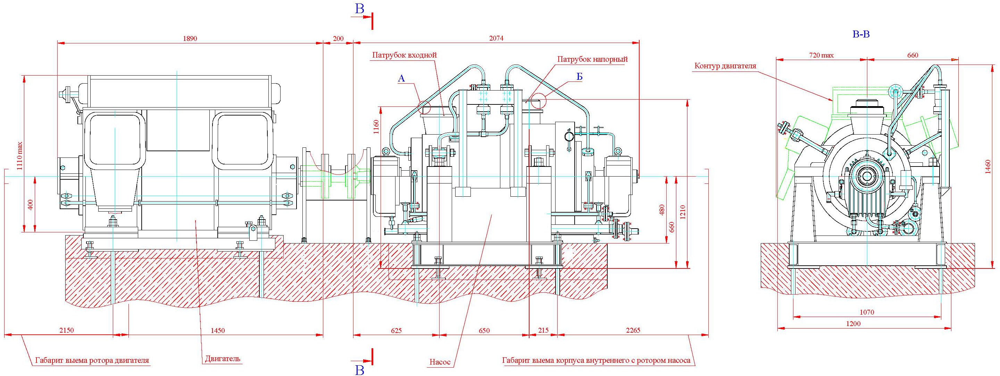 В
В-В
1890
200
2074
720 max
660
Патрубок входной
Патрубок напорный
Контур двигателя
А
Б
1110 max
1160
1460
400
480
1210
660
1070
1200
2150
1450
625
650
215
2265
Габарит выема ротора двигателя
Двигатель
Насос
Габарит выема корпуса внутреннего с ротором насоса
В